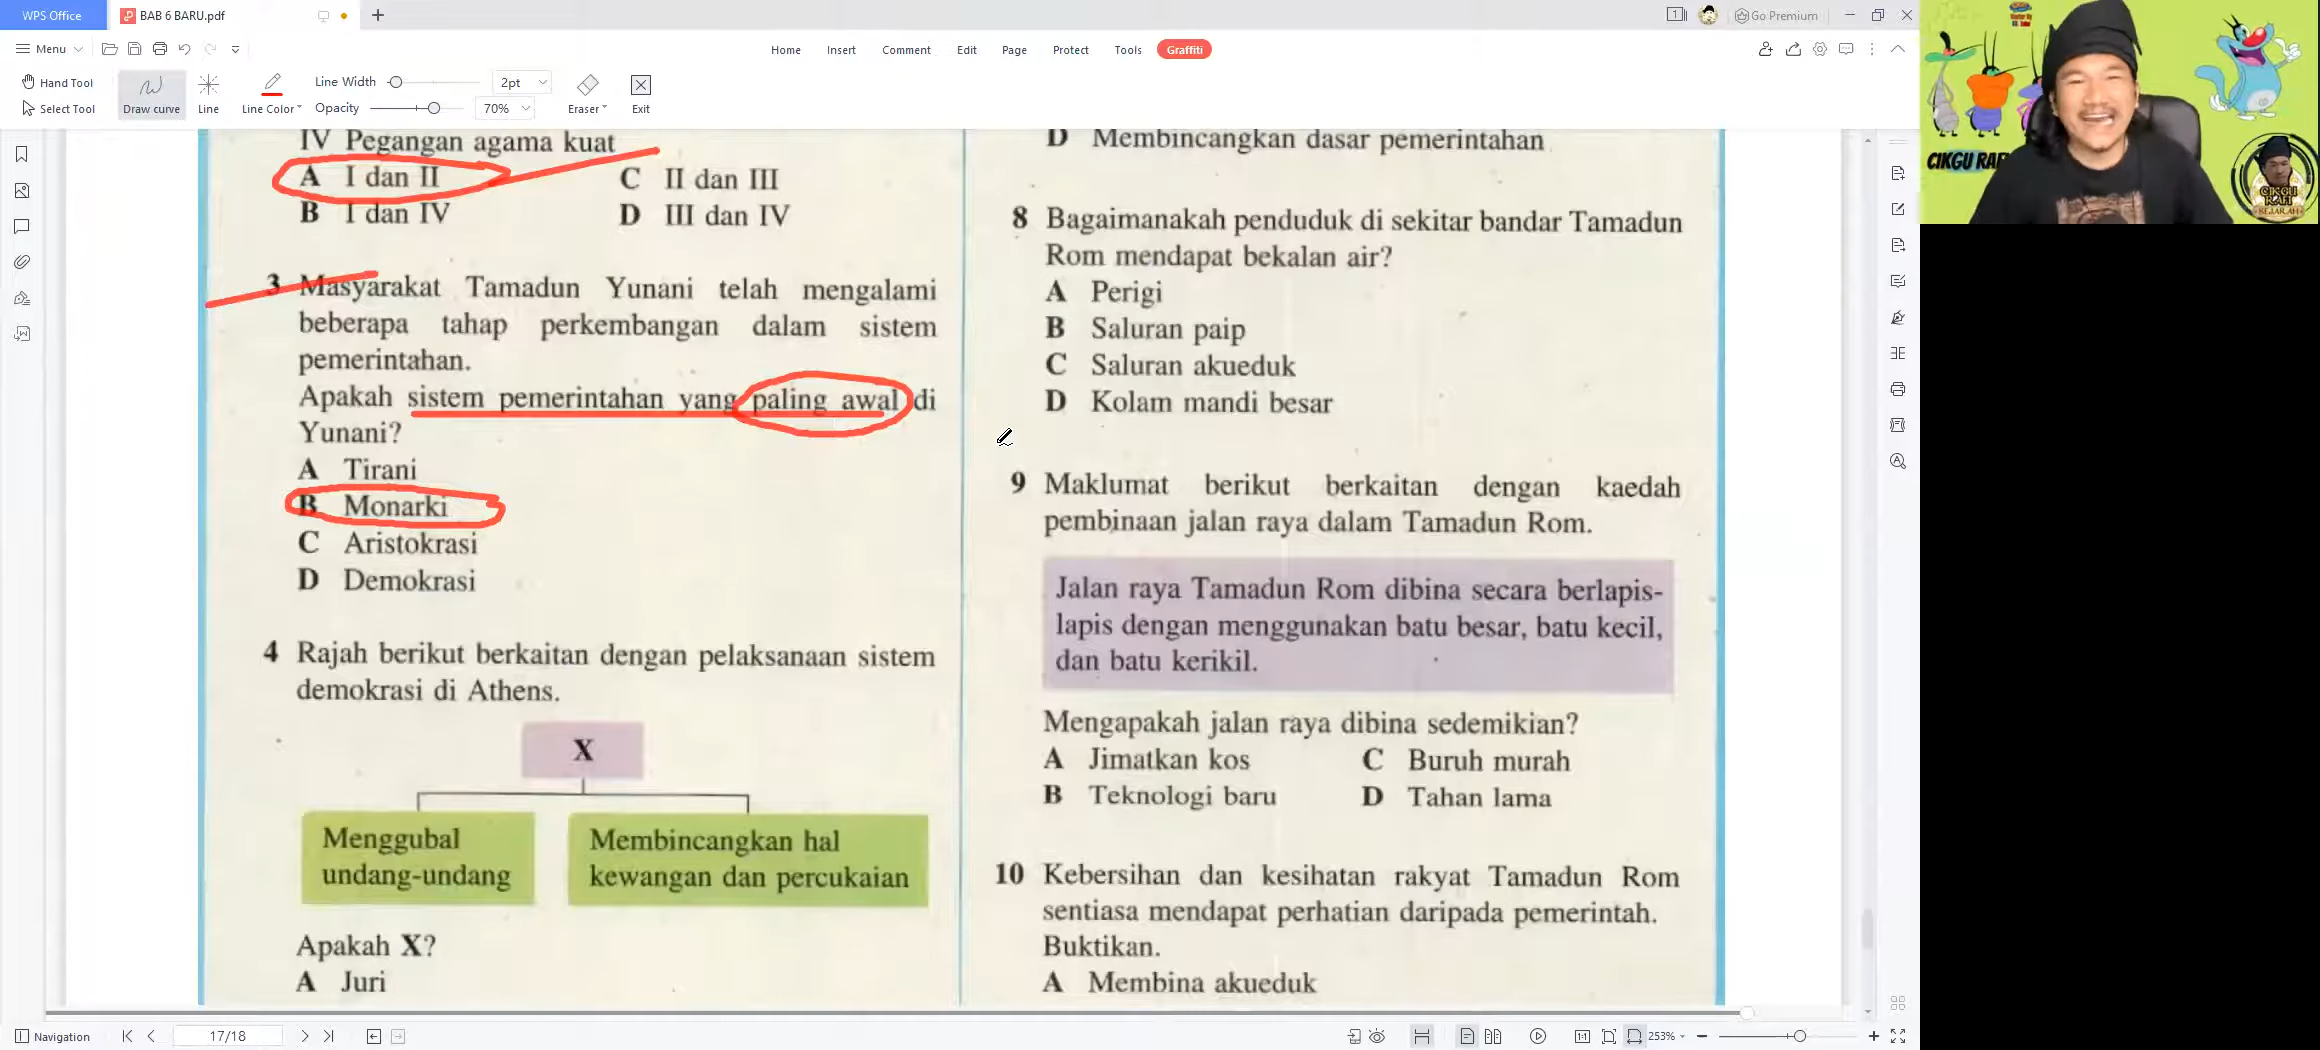 WPS Office
BAB 6 BARU.pdf
Go Premium
Menu
Home Insert Comment Edit Page Protect Tools Graffiti
Hand Tool
Select Tool
Draw curve
Line
Line Color
Line Width 2pt
Opacity 70%
Eraser
Exit
IV Pegangan agama kuat
A I dan II
C II dan III
B I dan IV
D III dan IV
3 Masyarakat Tamadun Yunani telah mengalami
beberapa tahap perkembangan dalam sistem
pemerintahan.
Apakah sistem pemerintahan yang paling awal di
Yunani?
A Tirani
B Monarki
C Aristokrasi
D Demokrasi
4 Rajah berikut berkaitan dengan pelaksanaan sistem
demokrasi di Athens.
X
Menggubal
undang-undang
Membincangkan hal
kewangan dan percukaian
Apakah X?
A Juri
D Membincangkan dasar pemerintahan
8 Bagaimanakah penduduk di sekitar bandar Tamadun
Rom mendapat bekalan air?
A Perigi
B Saluran paip
C Saluran akueduk
D Kolam mandi besar
9 Maklumat berikut berkaitan dengan kaedah
pembinaan jalan raya dalam Tamadun Rom.
Jalan raya Tamadun Rom dibina secara berlapis-
lapis dengan menggunakan batu besar, batu kecil,
dan batu kerikil.
Mengapakah jalan raya dibina sedemikian?
A Jimatkan kos
C Buruh murah
B Teknologi baru
D Tahan lama
10 Kebersihan dan kesihatan rakyat Tamadun Rom
sentiasa mendapat perhatian daripada pemerintah.
Buktikan.
A Membina akueduk
CIKGU RAF
CIKGU
RAFI
SEJARAH
Navigation
17/18
253%